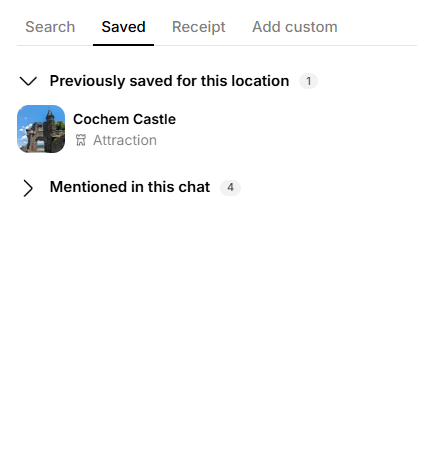 Search Saved Receipt Add custom
Previously saved for this location 1
Cochem Castle
Attraction
Mentioned in this chat 4